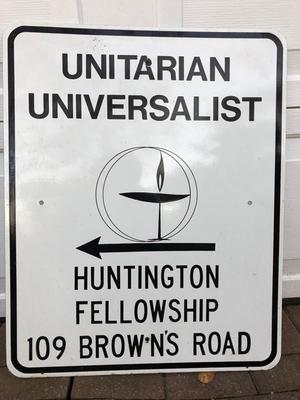 UNITARIAN
UNIVERSALIST
HUNTINGTON
FELLOWSHIP
109 BROWN'S ROAD